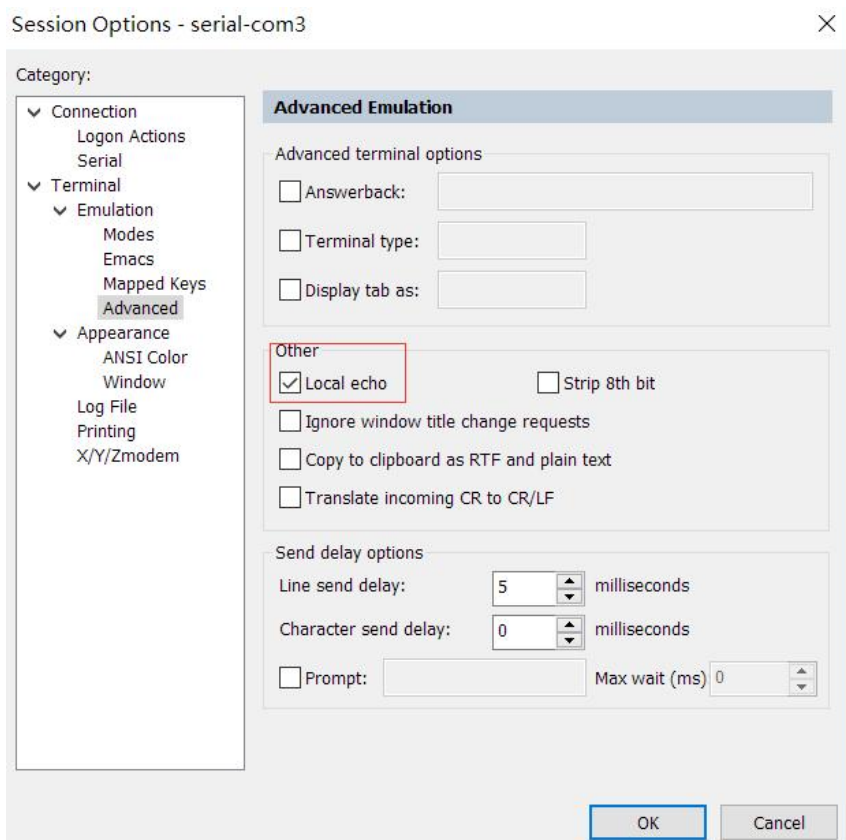 Session Options - serial-com3
Category:
Connection
Logon Actions
Serial
Terminal
Emulation
Modes
Emacs
Mapped Keys
Advanced
Appearance
ANSI Color
Window
Log File
Printing
X/Y/Zmodem
Advanced Emulation
Advanced terminal options
Answerback:
Terminal type:
Display tab as:
Other
Local echo Strip 8th bit
Ignore window title change requests
Copy to clipboard as RTF and plain text
Translate incoming CR to CR/LF
Send delay options
Line send delay: 5 milliseconds
Character send delay: 0 milliseconds
Prompt: Max wait (ms) 0
OK Cancel